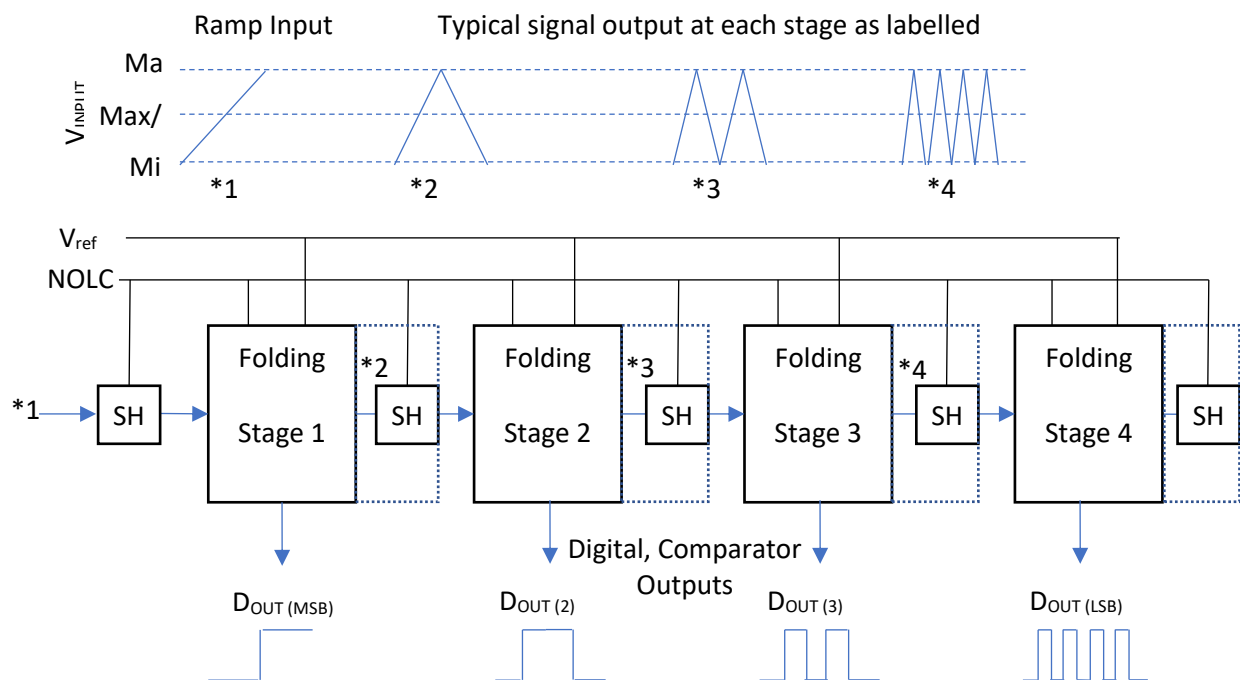 Ramp Input
Typical signal output at each stage as labelled
Ma
Max/
Mi
VINPUT
*1
*2
*3
*4
Vref
NOLC
*1
SH
Folding
Stage 1
*2
SH
Folding
Stage 2
*3
SH
Folding
Stage 3
*4
SH
Folding
Stage 4
SH
Digital, Comparator
Outputs
DOUT (MSB)
DOUT (2)
DOUT (3)
DOUT (LSB)